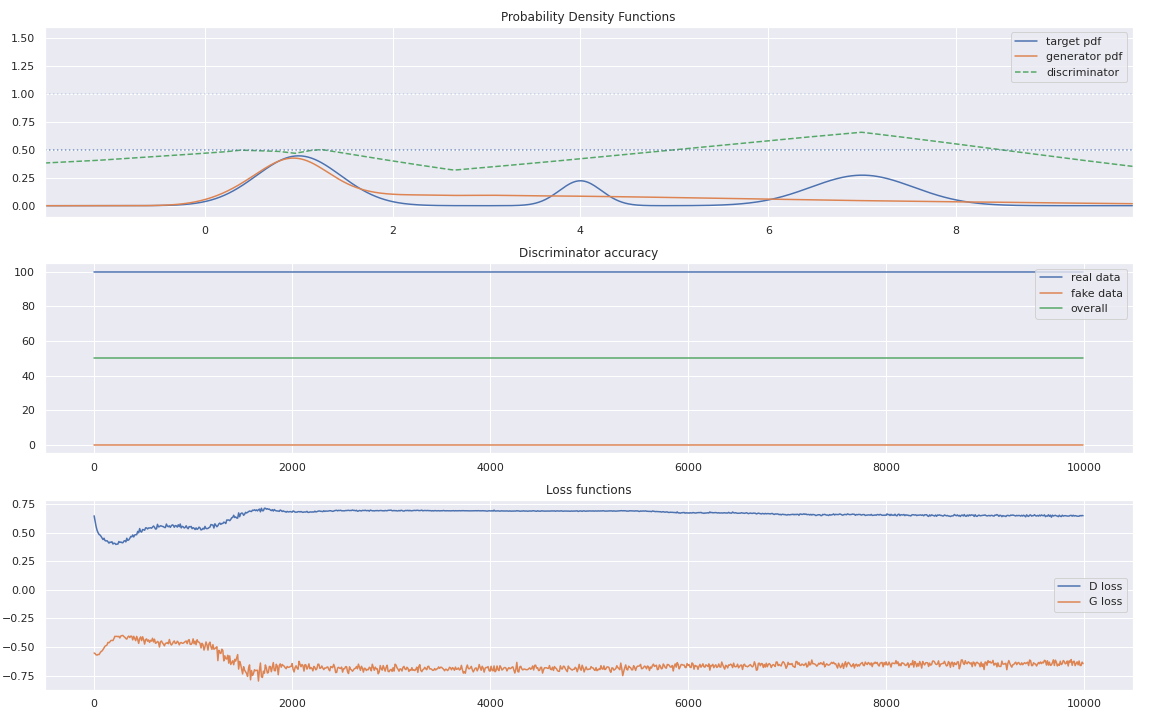 Probability Density Functions
1.50
1.25
1.00
0.75
0.50
0.25
0.00
target pdf
generator pdf
discriminator
0 2 4 6 8
Discriminator accuracy
100
80
60
40
20
0
real data
fake data
overall
0 2000 4000 6000 8000 10000
Loss functions
0.75
0.50
0.25
0.00
−0.25
−0.50
−0.75
D loss
G loss
0 2000 4000 6000 8000 10000